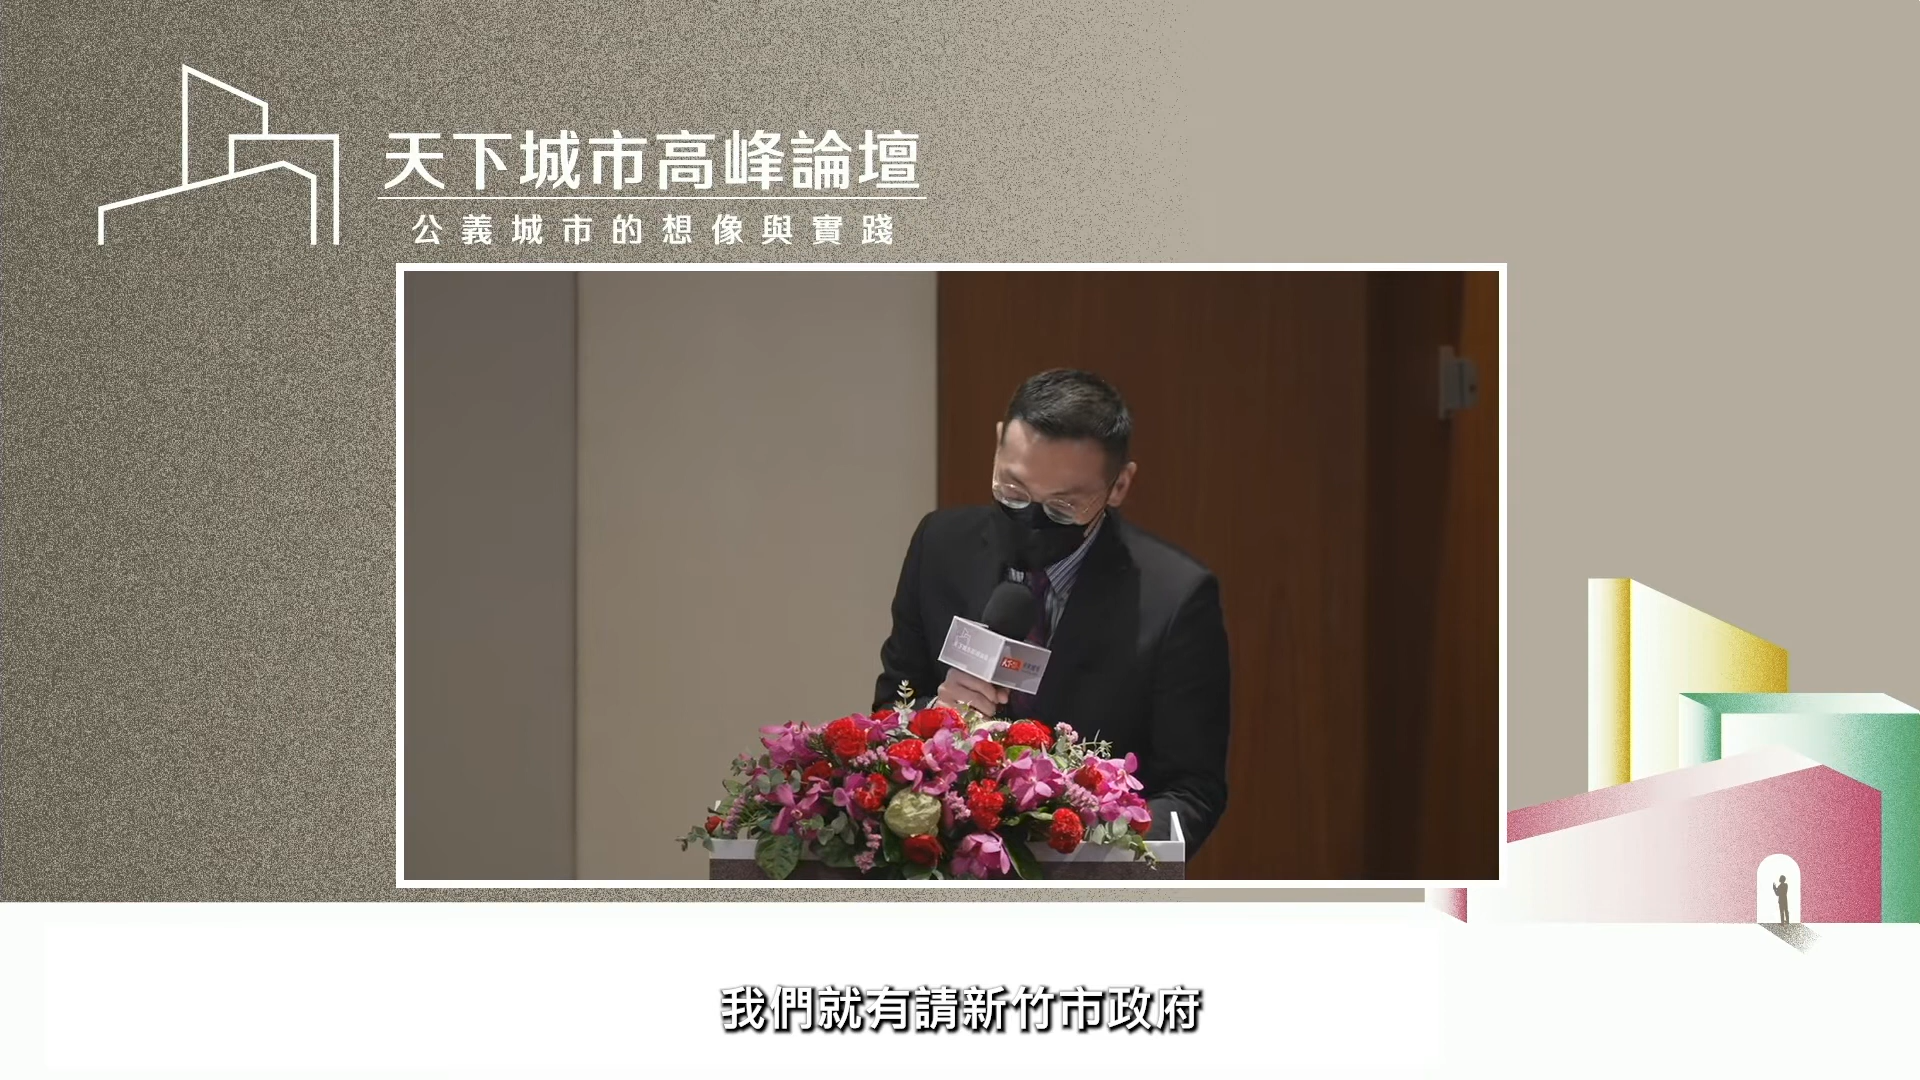 天下城市高峰論壇
公義城市的想像與實踐
我們就有請新竹市政府